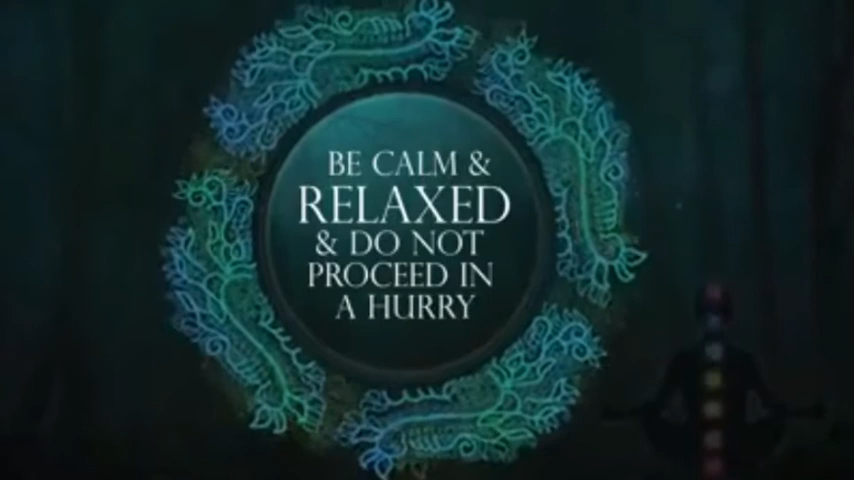 BE CALM &
RELAXED
& DO NOT
PROCEED IN
A HURRY